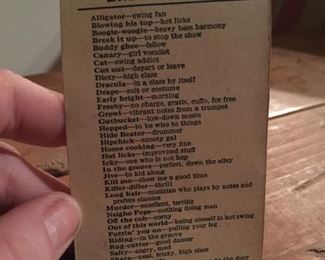 Alligator—swing fan
Blowing his top—hot licks
Boogie-woogie—heavy bass harmony
Break it up—to stop the show
Buddy ghee—fellow
Canary—girl vocalist
Cat—swing addict
Cut out—depart or leave
Dicty—high class
Dracula—in a class by itself
Drape—suit or costume
Early bright—morning
Freeby—no charge, gratis, cuffo, for free
Growl—vibrant notes from a trumpet
Gutbucket—low-down music
Hepped—to be wise to things
Hide Beater—drummer
Hipchick—snooty gal
Home cooking—very fine
Hot licks—improvised stuff
Icky—one who is not hep
In the groove—perfect, down the alley
Jive—to kid along
Kill me—show me a good time
Killer-diller—thrill
Long hair—musician who plays by notes and
prefers classics
Murder—excellent, terrific
Neigho Pops—nothing doing man
Off the cob—corny
Out of this world—losing oneself in hot swing
Puttin' you on—pulling your leg
Riding—in the groove
Rug-cutter—good dancer
Salty—angry, mad
Sharp—neat, tricky, high class